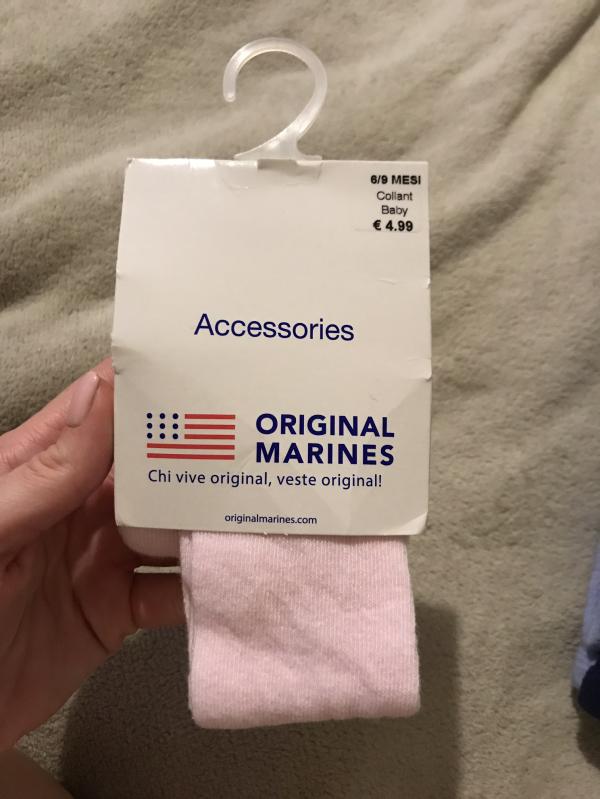 6/9 MESI
Collant
Baby
€ 4.99
Accessories
ORIGINAL
MARINES
Chi vive original, veste original!
originalmarines.com